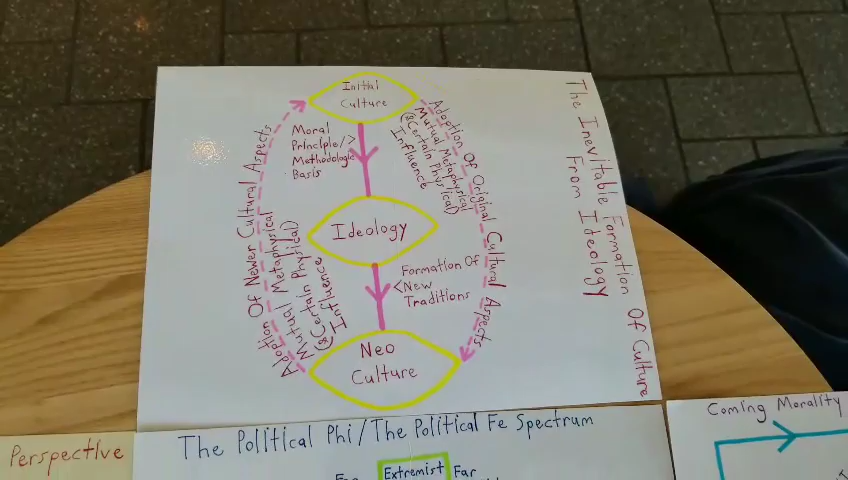 The Inevitable Formation Of Culture
From Ideology
Initial
Culture
Moral
Principle/>
Methodologic
Basis
Adoption Of Original Cultural Aspects
Mutual Metaphysical
(&Certain Physical)
Influence
Ideology
Formation Of
<New
Traditions
Adoption Of Newer Cultural Aspects
Mutual Metaphysical
(&Certain Physical)
Influence
Neo
Culture
Perspective
The Political Phi/The Political Fe Spectrum
Extremist
Far
Coming Morality